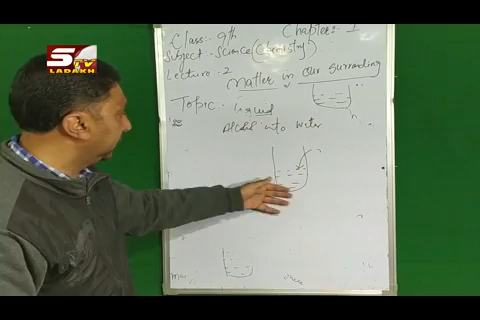 STV
LADAKH
Class:- 9th Chapter:- 1
Subject:- Science (Chemistry)
Lecture - 2
Matter in Our Surrounding
Topic - Liquid
Alcohol into Water